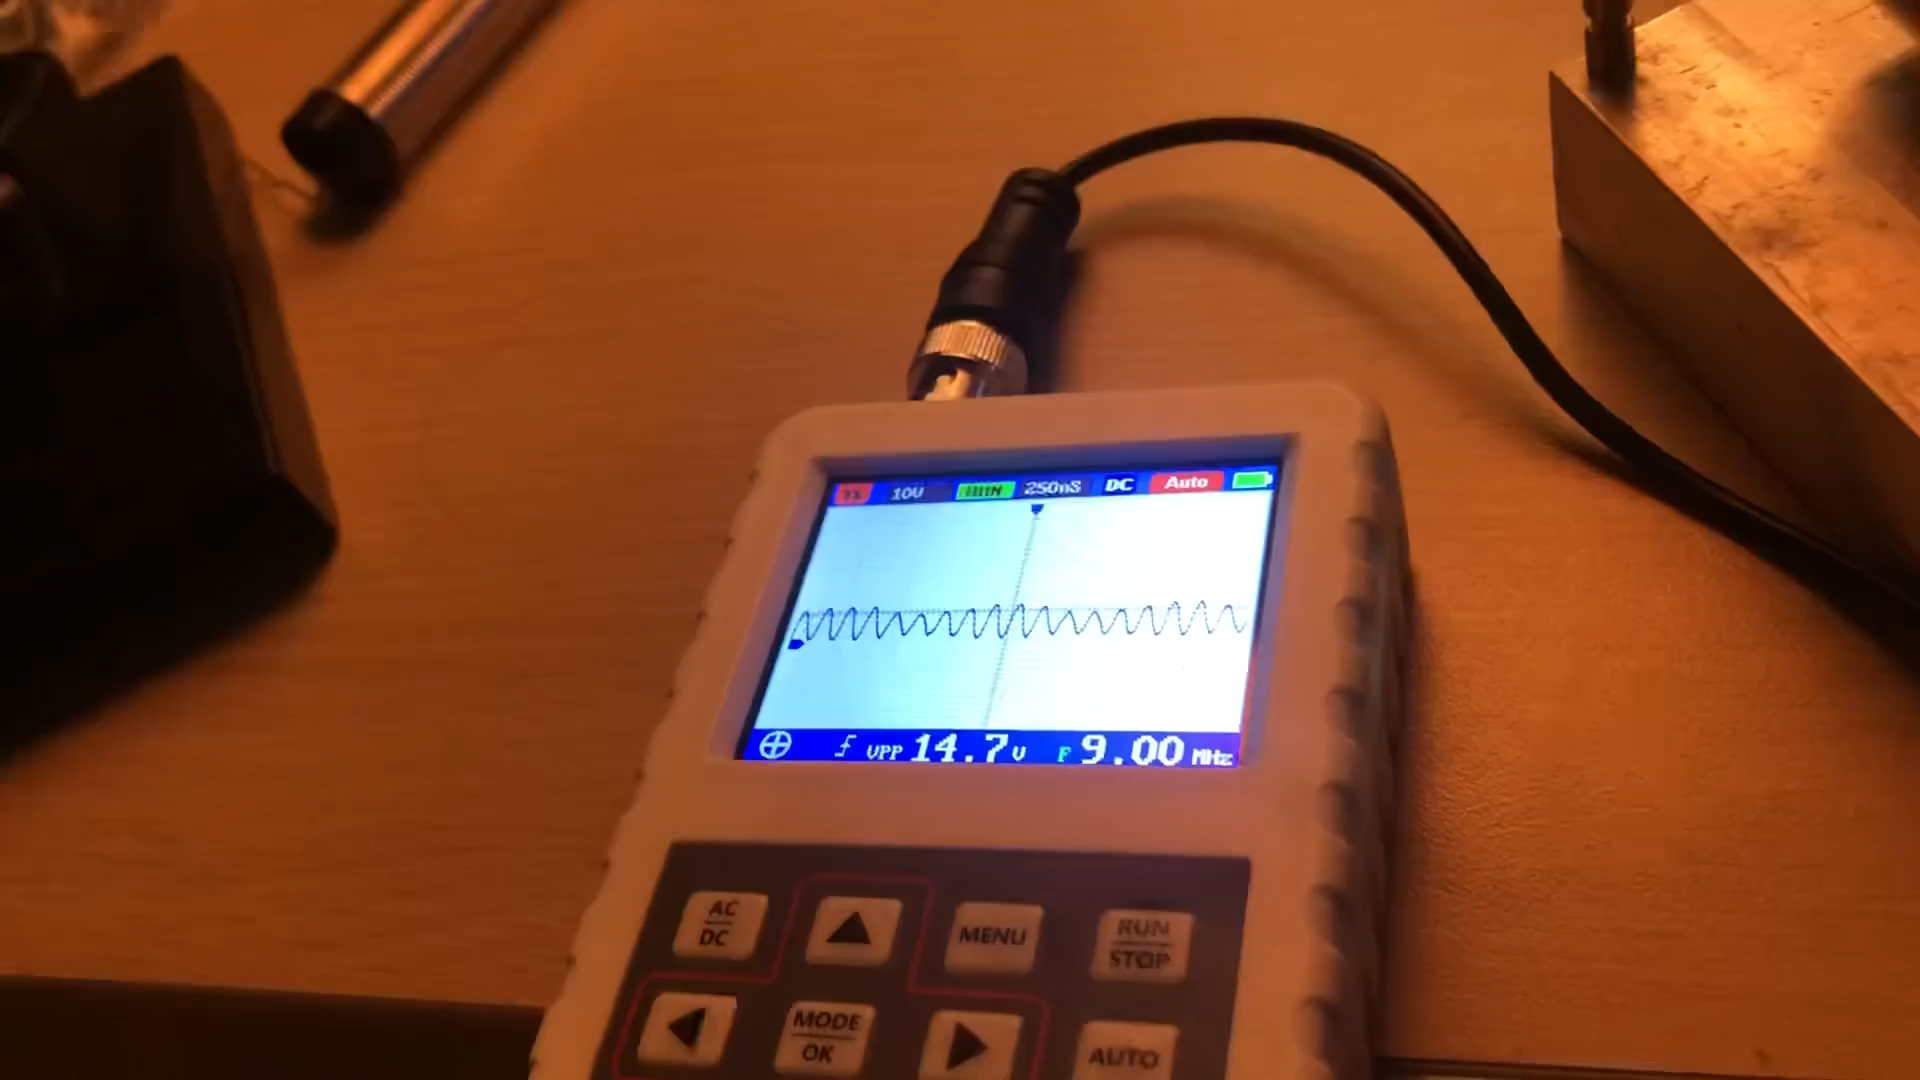 10V 250nS DC Auto
VPP 14.7V F 9.00 MHz
AC
DC
MENU
RUN
STOP
MODE
OK
AUTO